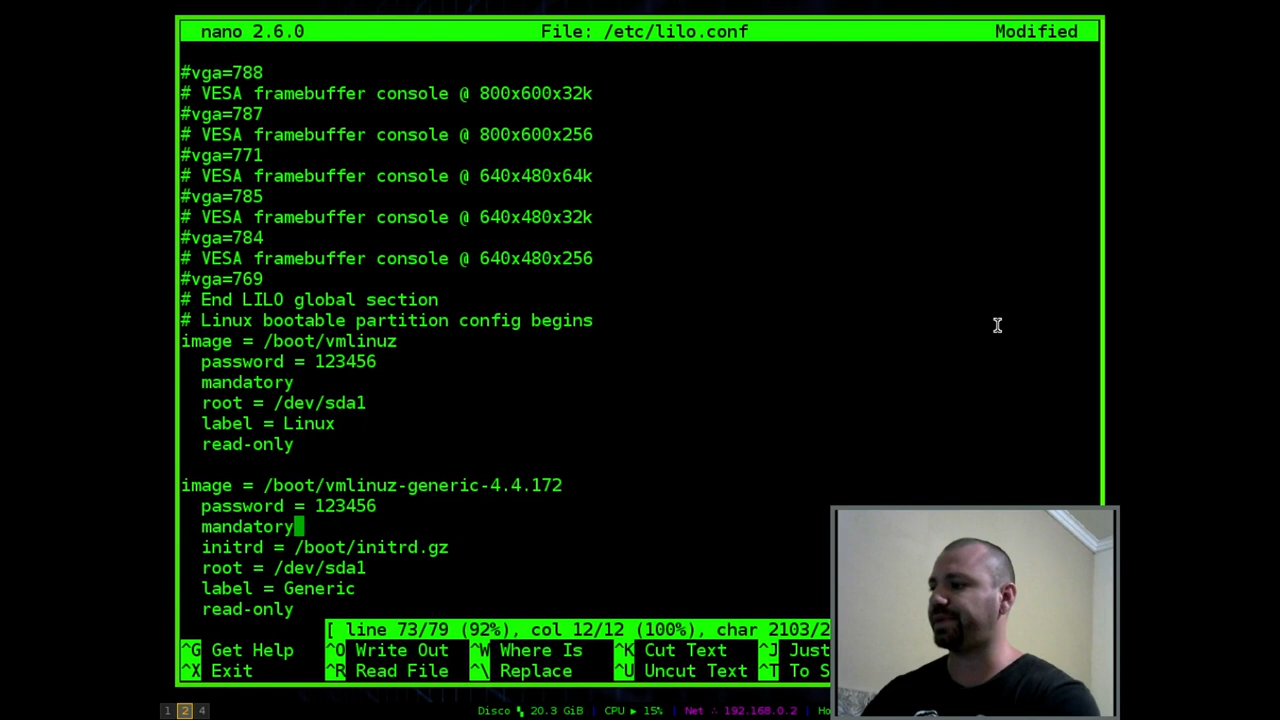 nano 2.6.0 File: /etc/lilo.conf Modified
#vga=788
# VESA framebuffer console @ 800x600x32k
#vga=787
# VESA framebuffer console @ 800x600x256
#vga=771
# VESA framebuffer console @ 640x480x64k
#vga=785
# VESA framebuffer console @ 640x480x32k
#vga=784
# VESA framebuffer console @ 640x480x256
#vga=769
# End LILO global section
# Linux bootable partition config begins
image = /boot/vmlinuz
password = 123456
mandatory
root = /dev/sda1
label = Linux
read-only
image = /boot/vmlinuz-generic-4.4.172
password = 123456
mandatory
initrd = /boot/initrd.gz
root = /dev/sda1
label = Generic
read-only
[ line 73/79 (92%), col 12/12 (100%), char 2103/2
^G Get Help ^O Write Out ^W Where Is ^K Cut Text ^J Just
^X Exit ^R Read File ^\ Replace ^U Uncut Text ^T To S
1 2 4 Disco 20.3 GiB | CPU ▶ 15% | Net ∴ 192.168.0.2 | Ho